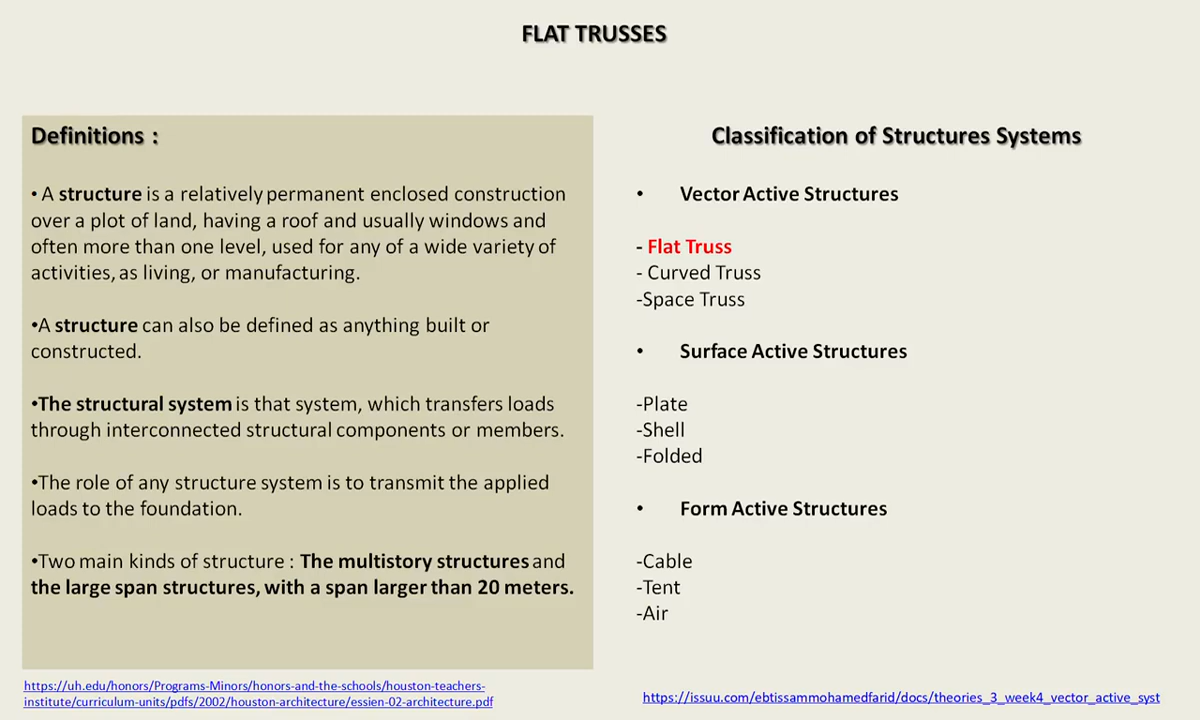 FLAT TRUSSES
Definitions :
• A structure is a relatively permanent enclosed construction
over a plot of land, having a roof and usually windows and
often more than one level, used for any of a wide variety of
activities, as living, or manufacturing.
•A structure can also be defined as anything built or
constructed.
•The structural system is that system, which transfers loads
through interconnected structural components or members.
•The role of any structure system is to transmit the applied
loads to the foundation.
•Two main kinds of structure : The multistory structures and
the large span structures, with a span larger than 20 meters.
https://uh.edu/honors/Programs-Minors/honors-and-the-schools/houston-teachers-
institute/curriculum-units/pdfs/2002/houston-architecture/essien-02-architecture.pdf
Classification of Structures Systems
• Vector Active Structures
- Flat Truss
- Curved Truss
-Space Truss
• Surface Active Structures
-Plate
-Shell
-Folded
• Form Active Structures
-Cable
-Tent
-Air
https://issuu.com/ebtissammohamedfarid/docs/theories_3_week4_vector_active_syst